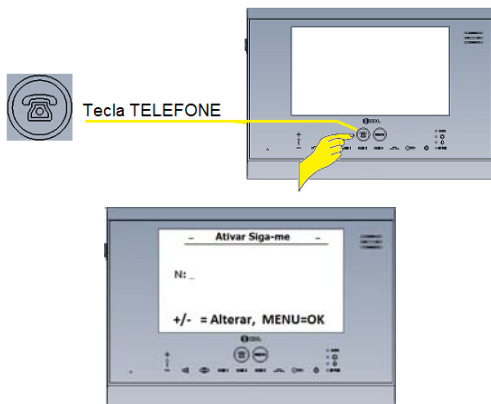 Tecla TELEFONE
- Ativar Siga-me -
N: _
+/- = Alterar, MENU=OK